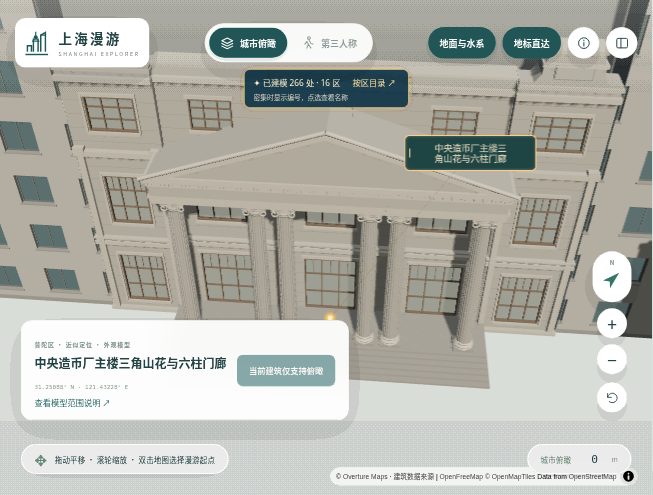 上海漫游
SHANGHAI EXPLORER
城市俯瞰
第三人称
地面与水系
地标直达
✦ 已建模 266 处 · 16 区 按区目录 ↗
密集时显示编号，点选查看名称
中央造币厂主楼三
角山花与六柱门廊
N
普陀区 · 近似定位 · 外观模型
中央造币厂主楼三角山花与六柱门廊
当前建筑仅支持俯瞰
查看模型范围说明 ↗
拖动平移 · 滚轮缩放 · 双击地图选择漫游起点
城市俯瞰 0 m
© Overture Maps · 建筑数据来源 | OpenFreeMap © OpenMapTiles Data from OpenStreetMap